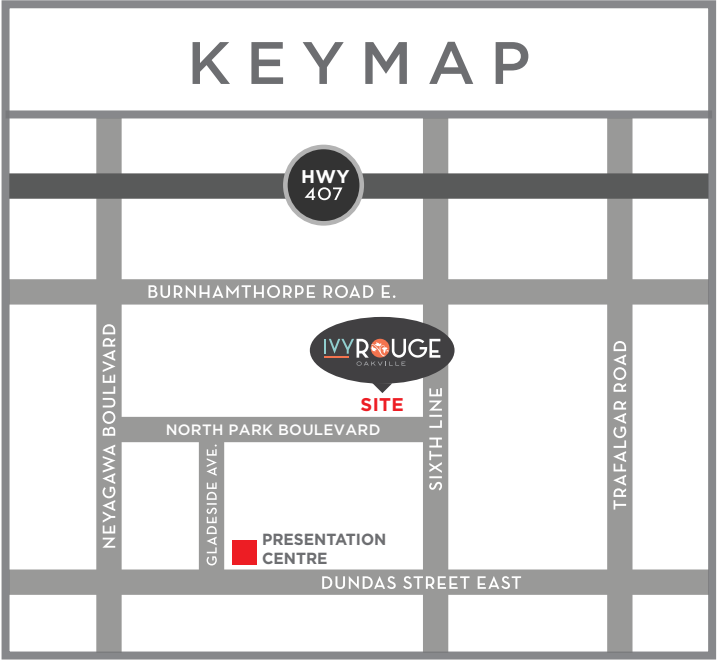 KEYMAP
HWY
407
BURNHAMTHORPE ROAD E.
IVYROUGE
OAKVILLE
SITE
NORTH PARK BOULEVARD
NEYAGAWA BOULEVARD
GLADESIDE AVE.
SIXTH LINE
TRAFALGAR ROAD
PRESENTATION
CENTRE
DUNDAS STREET EAST